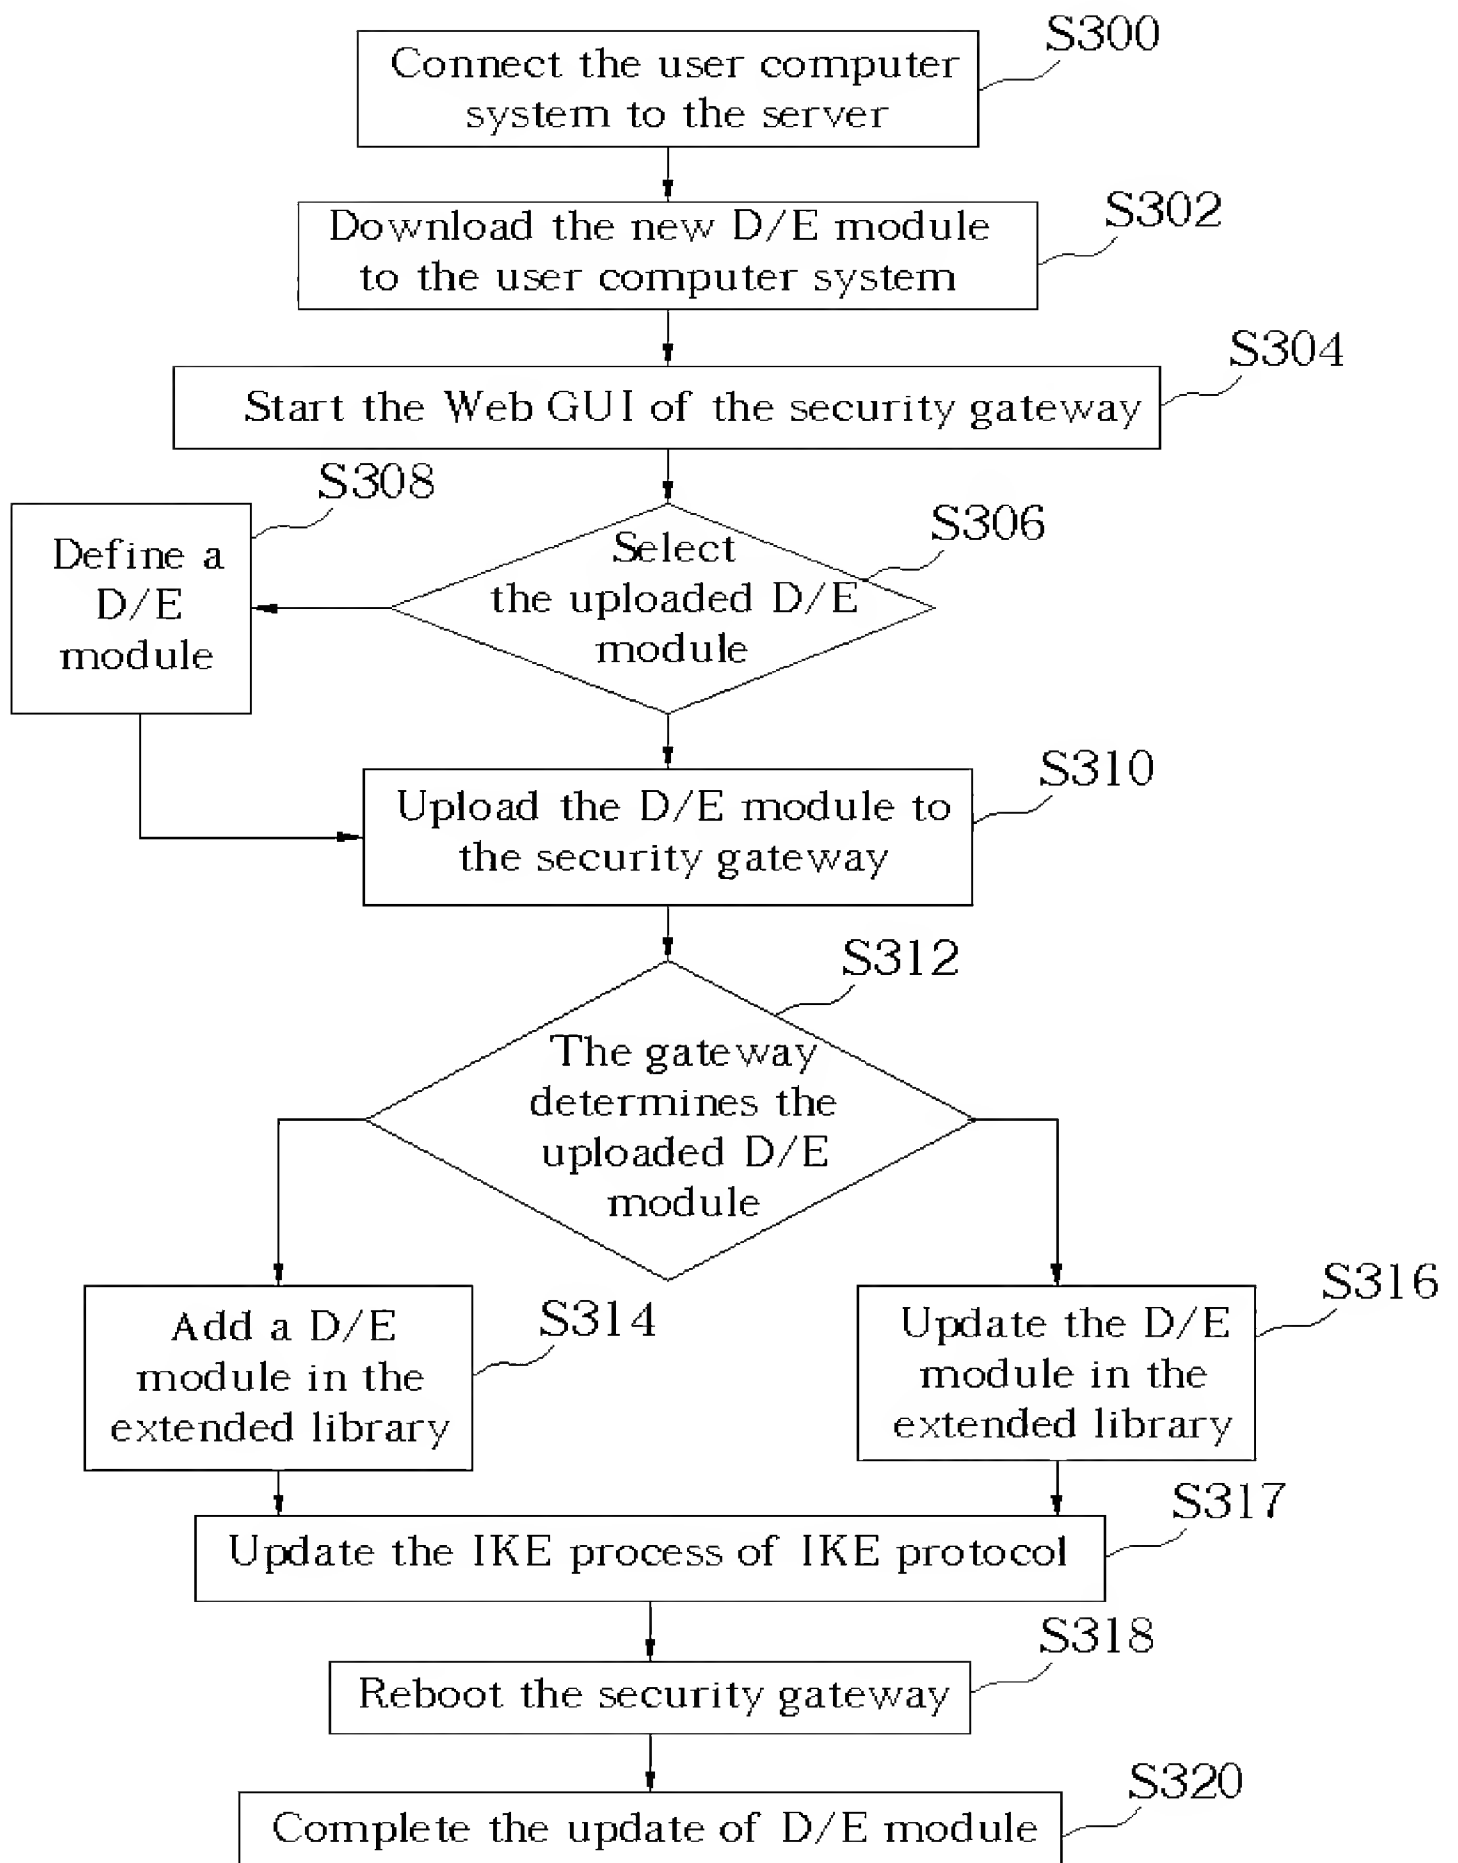 S300
Connect the user computer
system to the server
S302
Download the new D/E module
to the user computer system
S304
Start the Web GUI of the security gateway
S308
Define a
D/E
module
S306
Select
the uploaded D/E
module
S310
Upload the D/E module to
the security gateway
S312
The gateway
determines the
uploaded D/E
module
S314
Add a D/E
module in the
extended library
S316
Update the D/E
module in the
extended library
S317
Update the IKE process of IKE protocol
S318
Reboot the security gateway
S320
Complete the update of D/E module